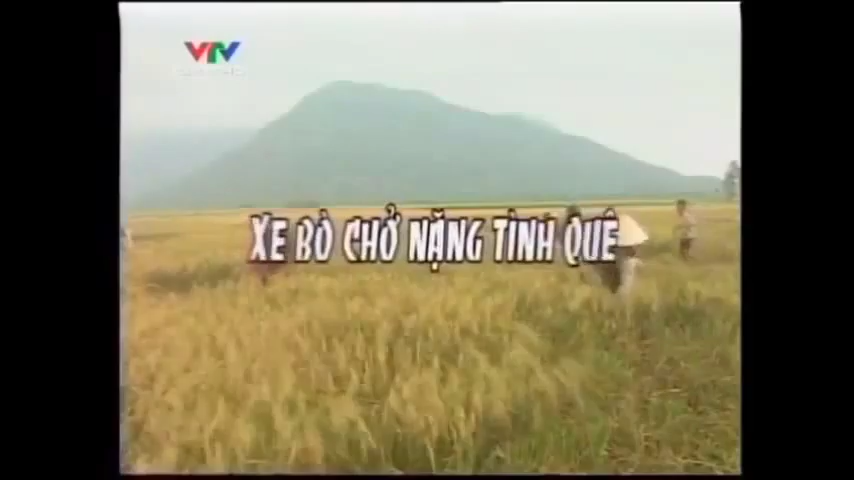 VTV
XE BÒ CHỞ NẶNG TÌNH QUÊ